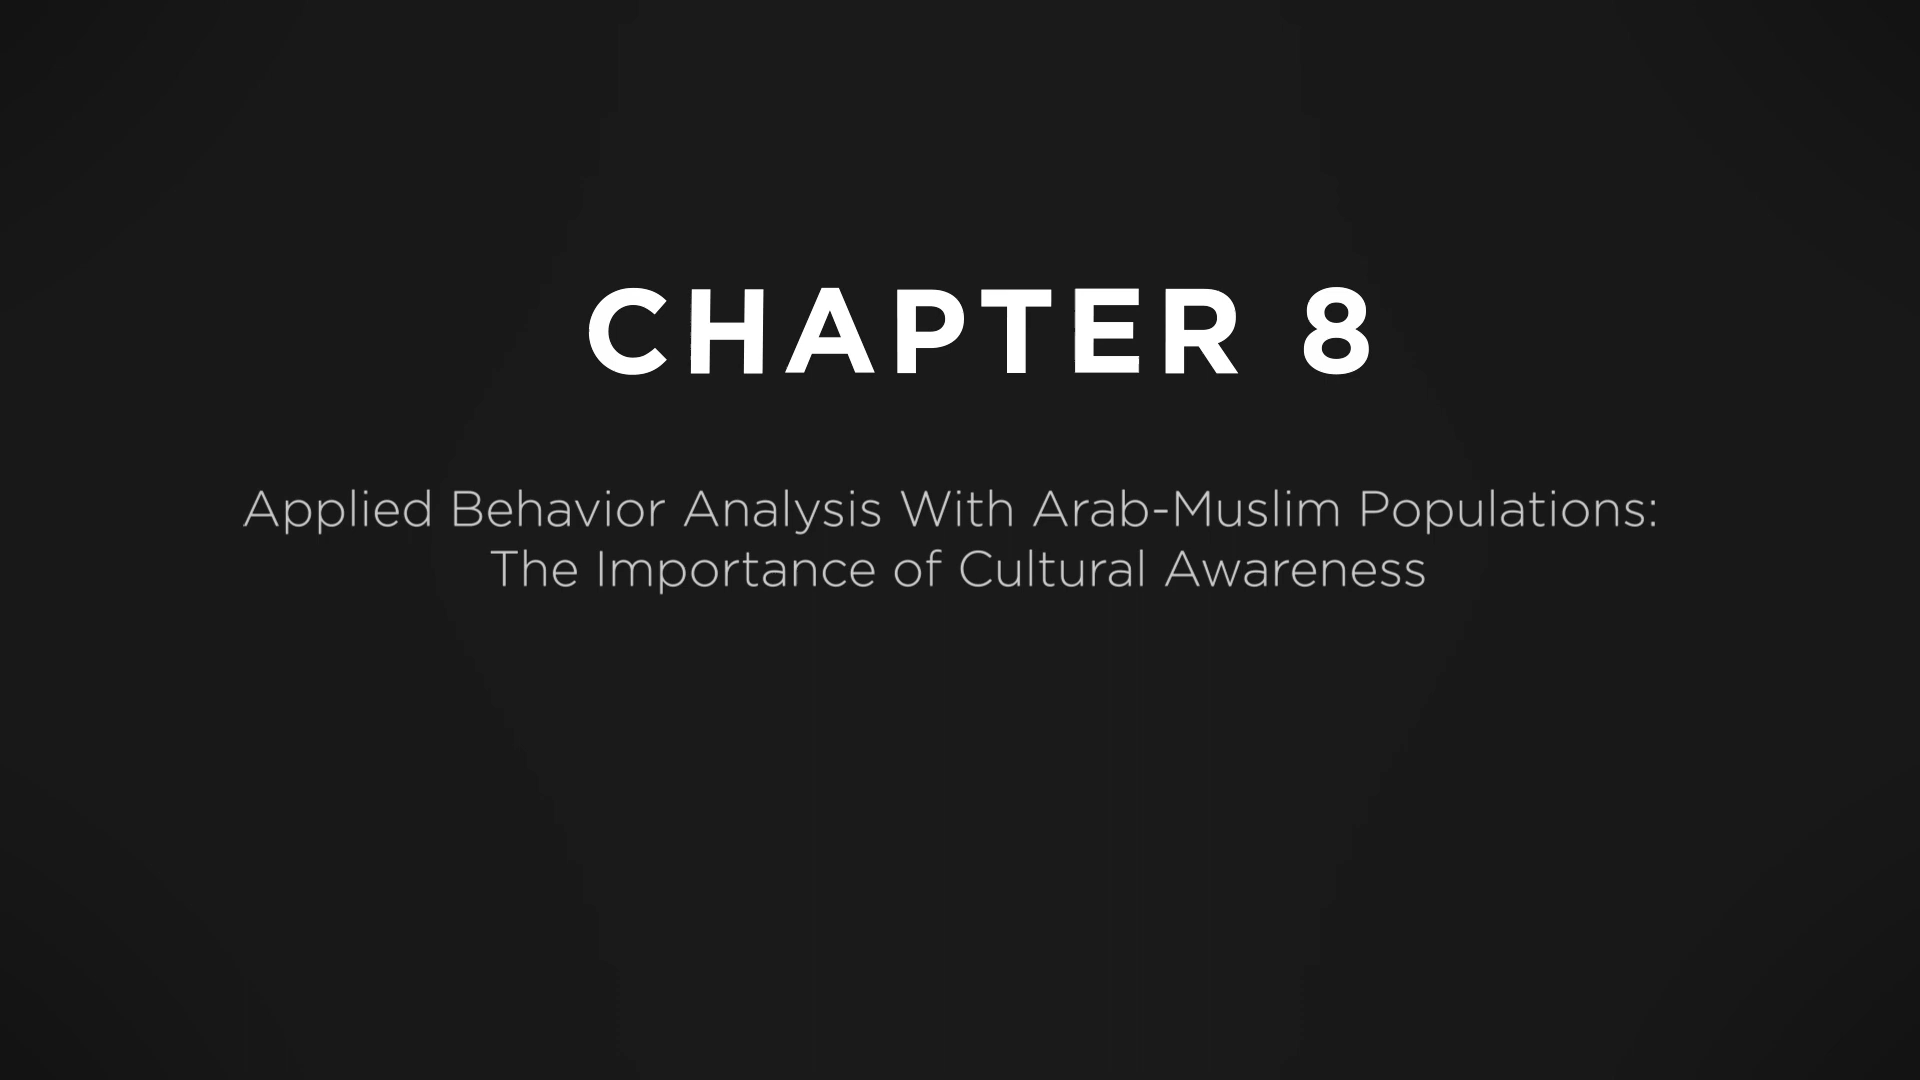 CHAPTER 8
Applied Behavior Analysis With Arab-Muslim Populations:
The Importance of Cultural Awareness